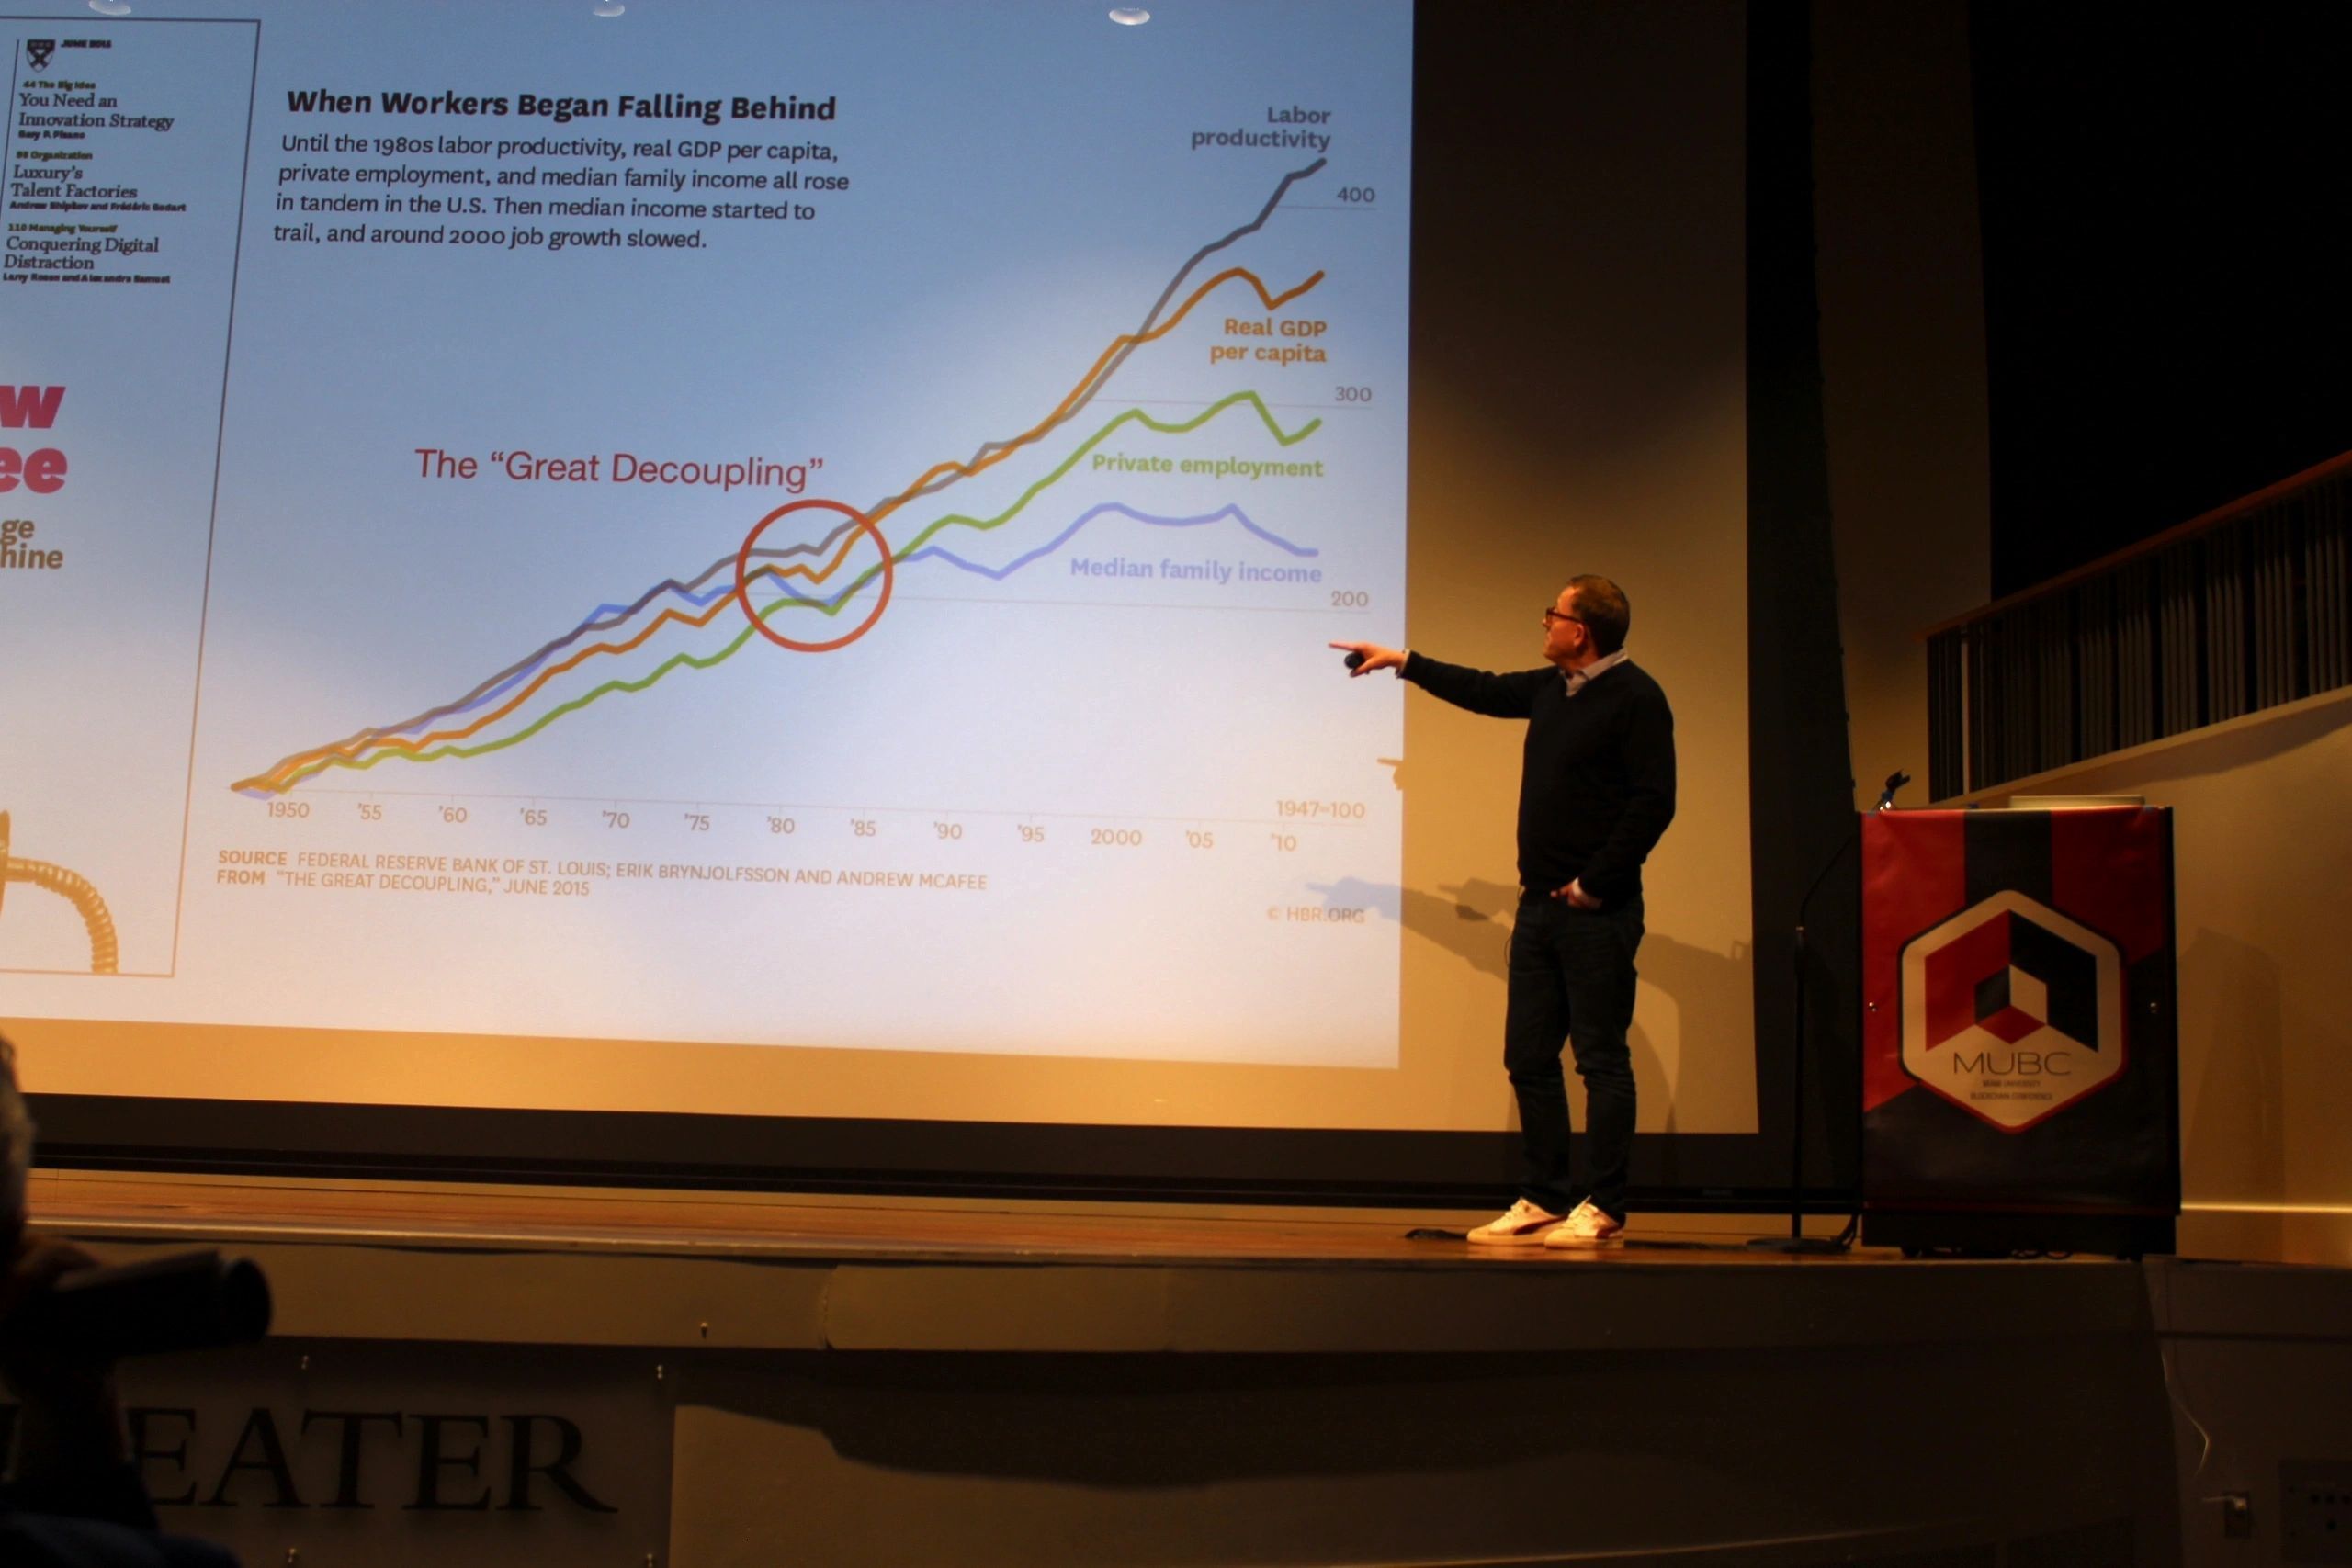 JUNE 2015
44 The Big Idea
You Need an
Innovation Strategy
Gary P. Pisano
98 Organization
Luxury's
Talent Factories
Andrew Shipilov and Frédéric Godart
110 Managing Yourself
Conquering Digital
Distraction
Larry Rosen and Alexandra Samuel
w
ee
ge
hine
When Workers Began Falling Behind
Until the 1980s labor productivity, real GDP per capita,
private employment, and median family income all rose
in tandem in the U.S. Then median income started to
trail, and around 2000 job growth slowed.
The “Great Decoupling”
Labor
productivity
400
Real GDP
per capita
300
Private employment
Median family income
200
1947=100
1950 '55 '60 '65 '70 '75 '80 '85 '90 '95 2000 '05 '10
SOURCE FEDERAL RESERVE BANK OF ST. LOUIS; ERIK BRYNJOLFSSON AND ANDREW MCAFEE
FROM “THE GREAT DECOUPLING,” JUNE 2015
© HBR.ORG
MUBC
MIAMI UNIVERSITY
BLOCKCHAIN CONFERENCE
EATER